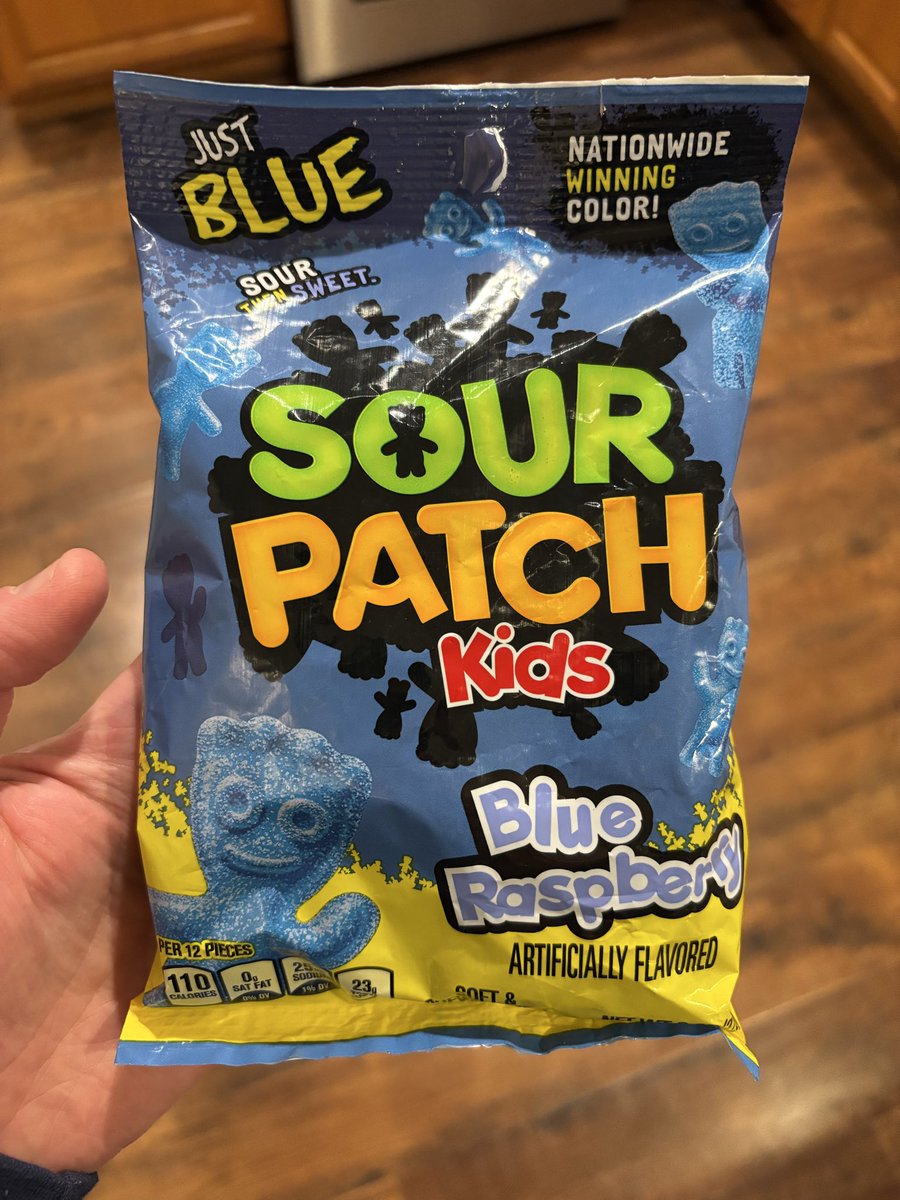 JUST
BLUE
NATIONWIDE
WINNING
COLOR!
SOUR
THEN SWEET.
SOUR
PATCH
Kids
Blue
Raspberry
ARTIFICIALLY FLAVORED
PER 12 PIECES
110
CALORIES
0g
SAT FAT
0% DV
1% DV
23g
SOFT &